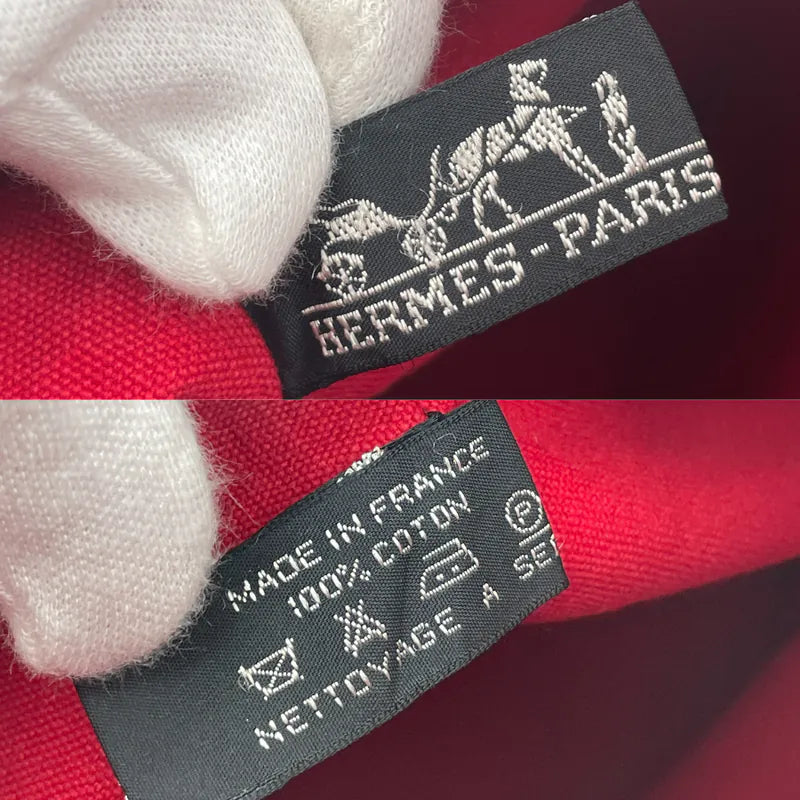 HERMES-PARIS
MADE IN FRANCE
100% COTON
P
NETTOYAGE A SE